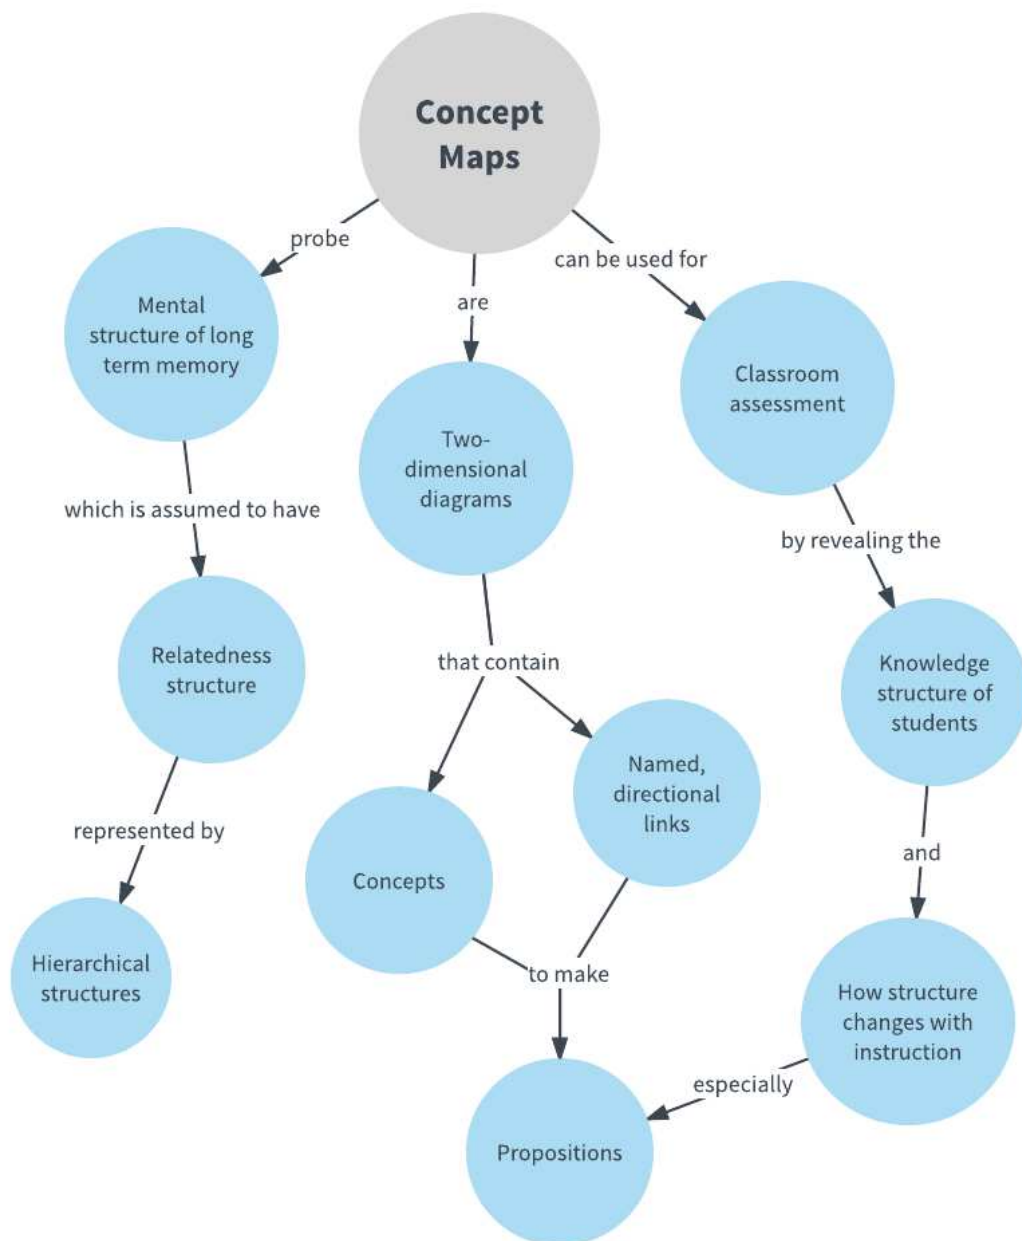 Concept
Maps
probe
are
can be used for
Mental
structure of long
term memory
Two-
dimensional
diagrams
Classroom
assessment
which is assumed to have
that contain
by revealing the
Relatedness
structure
Concepts
Named,
directional
links
Knowledge
structure of
students
represented by
to make
and
Hierarchical
structures
How structure
changes with
instruction
especially
Propositions